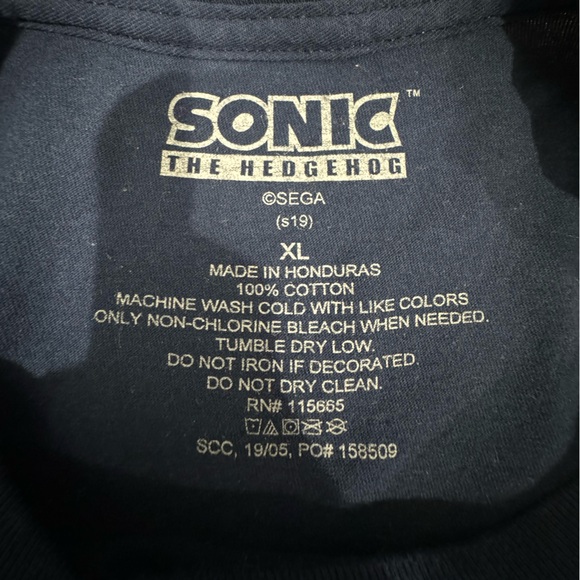 SONIC™
THE HEDGEHOG
©SEGA
(s19)
XL
MADE IN HONDURAS
100% COTTON
MACHINE WASH COLD WITH LIKE COLORS
ONLY NON-CHLORINE BLEACH WHEN NEEDED.
TUMBLE DRY LOW.
DO NOT IRON IF DECORATED.
DO NOT DRY CLEAN.
RN# 115665
SCC, 19/05, PO# 158509